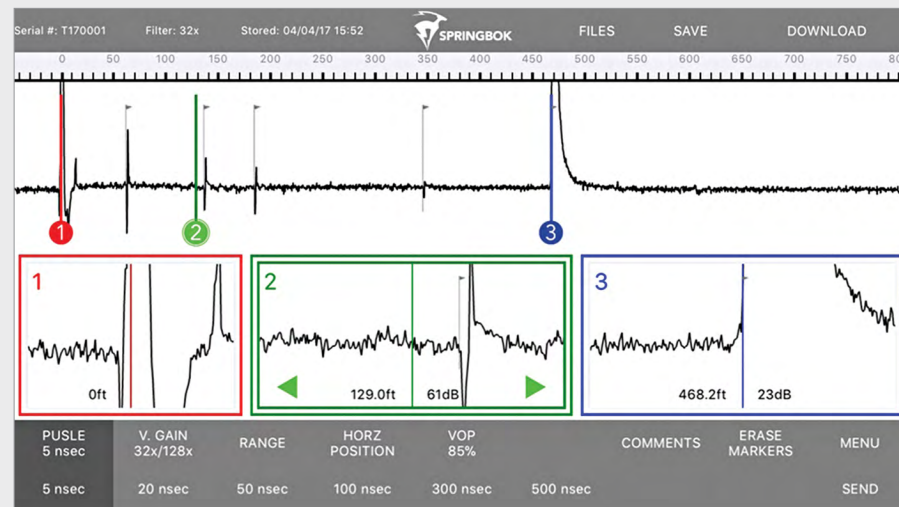 Serial #: T170001 Filter: 32x Stored: 04/04/17 15:52 SPRINGBOK FILES SAVE DOWNLOAD
0 50 100 150 200 250 300 350 400 450 500 550 600 650 700 750 80
1 2 3
1 2 3
0ft 129.0ft 61dB 468.2ft 23dB
PUSLE V. GAIN RANGE HORZ VOP COMMENTS ERASE MENU
5 nsec 32x/128x POSITION 85% MARKERS
5 nsec 20 nsec 50 nsec 100 nsec 300 nsec 500 nsec SEND